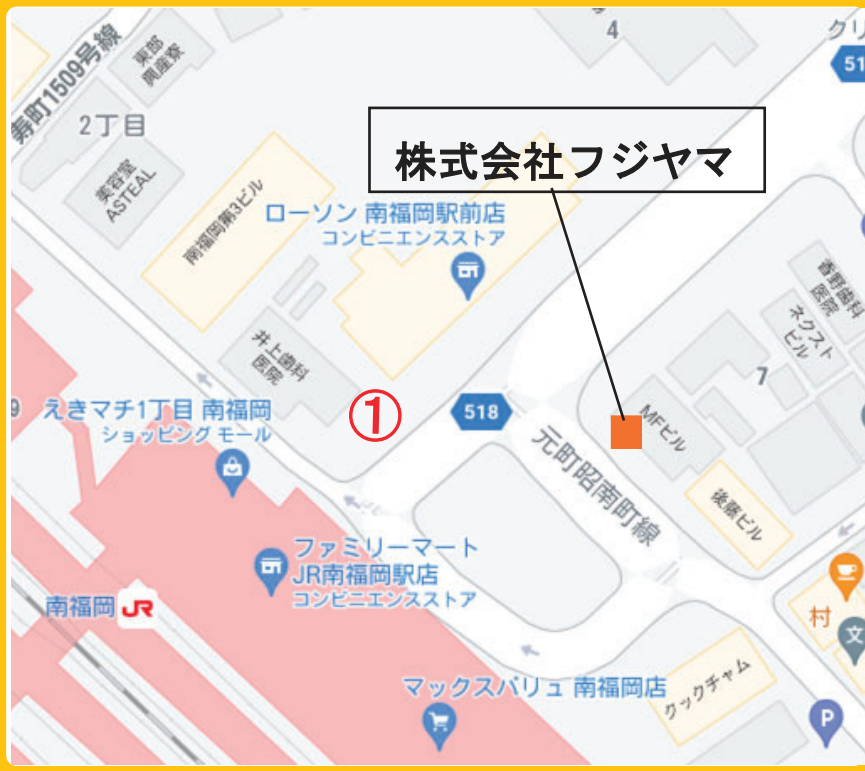 4
クリ
寿町1509号線
東部
興産寮
51
2丁目
株式会社フジヤマ
美容室
ASTEAL
南福岡第3ビル
ローソン 南福岡駅前店
コンビニエンスストア
香野歯科
医院
ネクスト
ビル
井上歯科
医院
7
9
えきマチ1丁目 南福岡
ショッピング モール
①
518
MFビル
元町昭南町線
後藤ビル
ファミリーマート
JR南福岡駅店
コンビニエンスストア
南福岡 JR
村
文
マックスバリュ 南福岡店
クックチャム
P